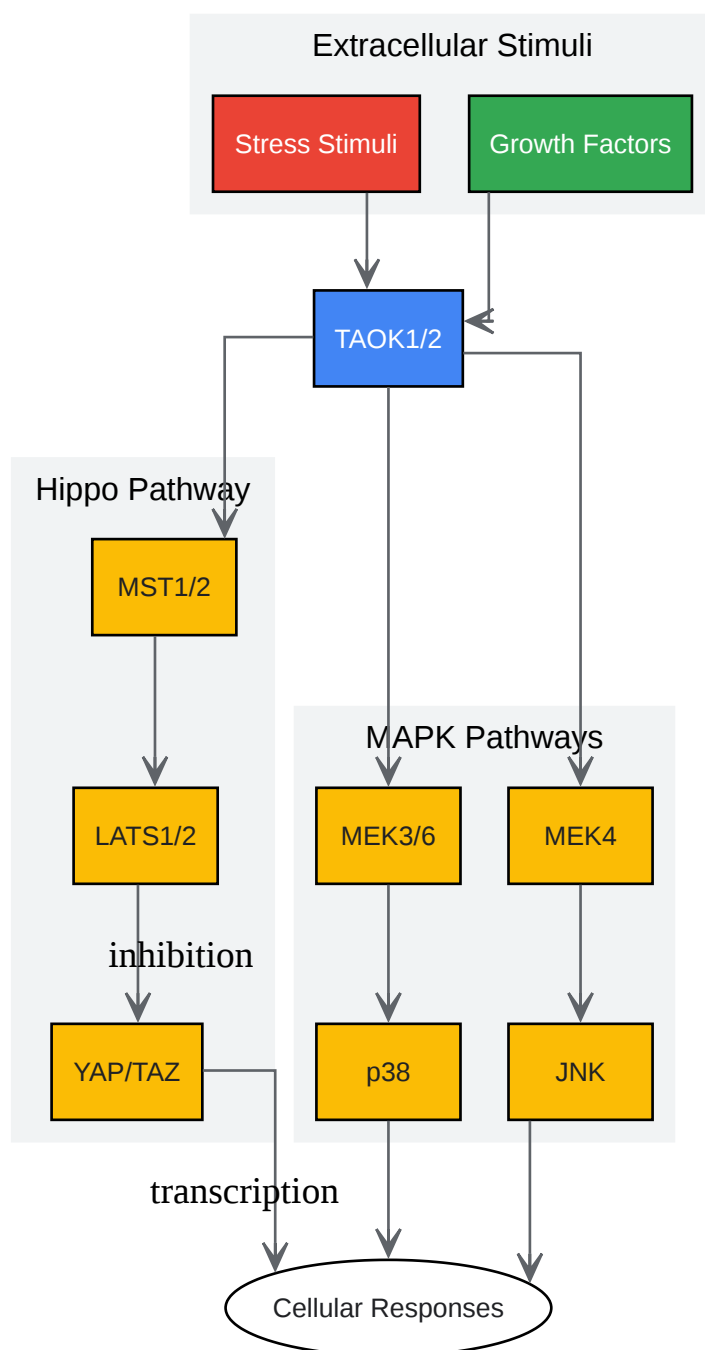 Extracellular Stimuli
Stress Stimuli
Growth Factors
TAOK1/2
Hippo Pathway
MST1/2
MAPK Pathways
LATS1/2
MEK3/6
MEK4
inhibition
YAP/TAZ
p38
JNK
transcription
Cellular Responses